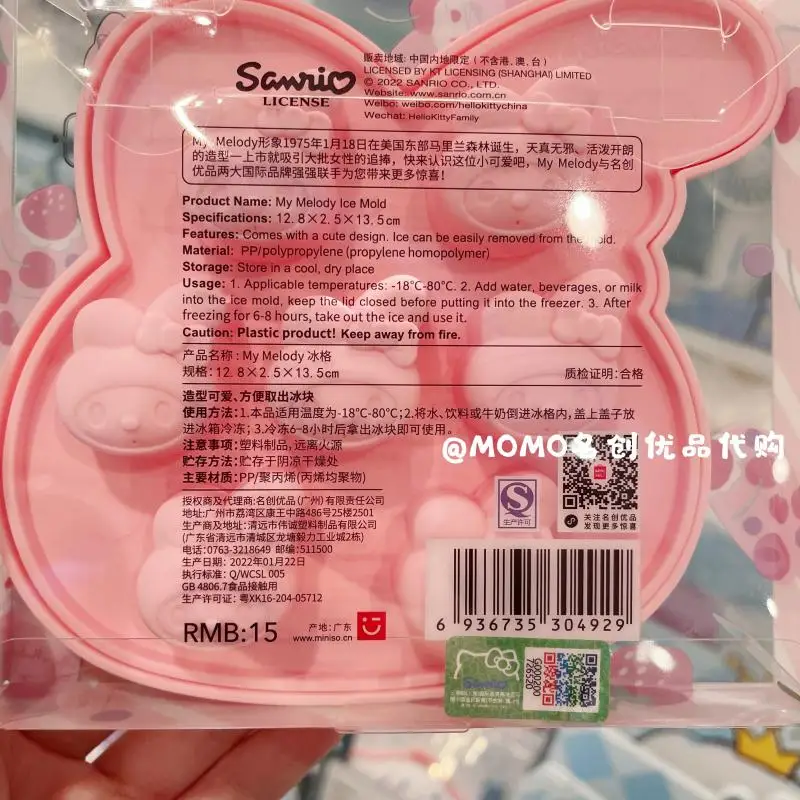 Sanrio
LICENSE
贩卖地域: 中国内地限定 (不含港、澳、台)
LICENSED BY KT LICENSING (SHANGHAI) LIMITED
© 2022 SANRIO CO., LTD.
Website: www.sanrio.com.cn
Weibo: weibo.com/hellokittychina
Wechat: HelloKittyFamily
My Melody形象1975年1月18日在美国东部马里兰森林诞生，天真无邪、活泼开朗
的造型一上市就吸引大批女性的追捧，快来认识这位小可爱吧，My Melody与名创
优品两大国际品牌强强联手为您带来更多惊喜！
Product Name: My Melody Ice Mold
Specifications: 12.8×2.5×13.5cm
Features: Comes with a cute design. Ice can be easily removed from the mold.
Material: PP/polypropylene (propylene homopolymer)
Storage: Store in a cool, dry place
Usage: 1. Applicable temperatures: -18°C-80°C. 2. Add water, beverages, or milk
into the ice mold, keep the lid closed before putting it into the freezer. 3. After
freezing for 6-8 hours, take out the ice and use it.
Caution: Plastic product! Keep away from fire.
产品名称: My Melody 冰格
规格: 12.8×2.5×13.5cm
质检证明: 合格
造型可爱、方便取出冰块
使用方法: 1.本品适用温度为-18°C-80°C; 2.将水、饮料或牛奶倒进冰格内，盖上盖子放
进冰箱冷冻; 3.冷冻6-8小时后拿出冰块即可使用。
注意事项: 塑料制品，远离火源
贮存方法: 贮存于阴凉干燥处
主要材质: PP/聚丙烯(丙烯均聚物)
@MOMO名创优品代购
授权商及代理商: 名创优品(广州)有限责任公司
地址: 广州市荔湾区康王中路486号25楼2501
生产商及地址: 清远市伟诚塑料制品有限公司
(广东省清远市清城区龙塘毅力工业城2栋)
电话: 0763-3218649 邮编: 511500
生产日期: 2022年01月22日
执行标准: Q/WCSL 005
GB 4806.7食品接触用
生产许可证: 粤XK16-204-05712
生产许可
关注名创优品
发现更多惊喜
RMB:15
产地: 广东
www.miniso.cn
6 936735 304929
Sanrio
G000200
726520